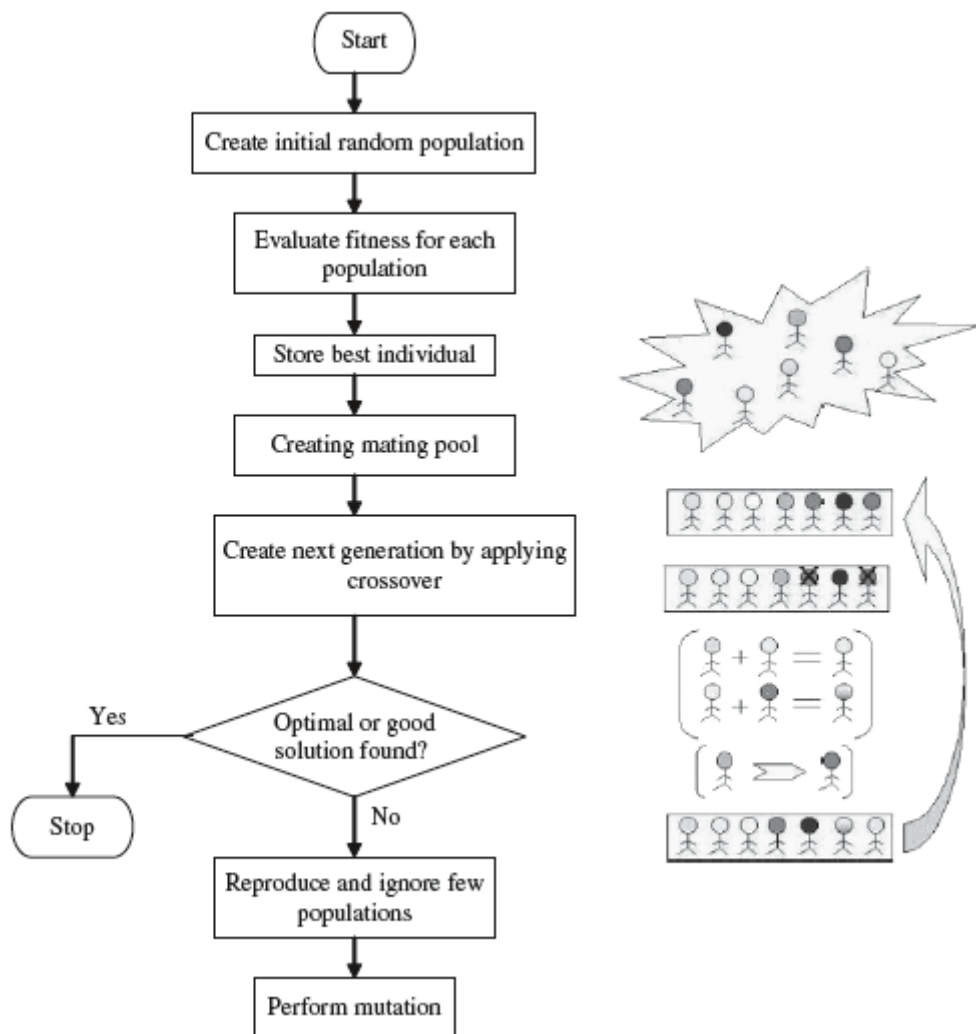 Start
Create initial random population
Evaluate fitness for each
population
Store best individual
Creating mating pool
Create next generation by applying
crossover
Optimal or good
solution found?
Yes
Stop
No
Reproduce and ignore few
populations
Perform mutation
+ =
+ =